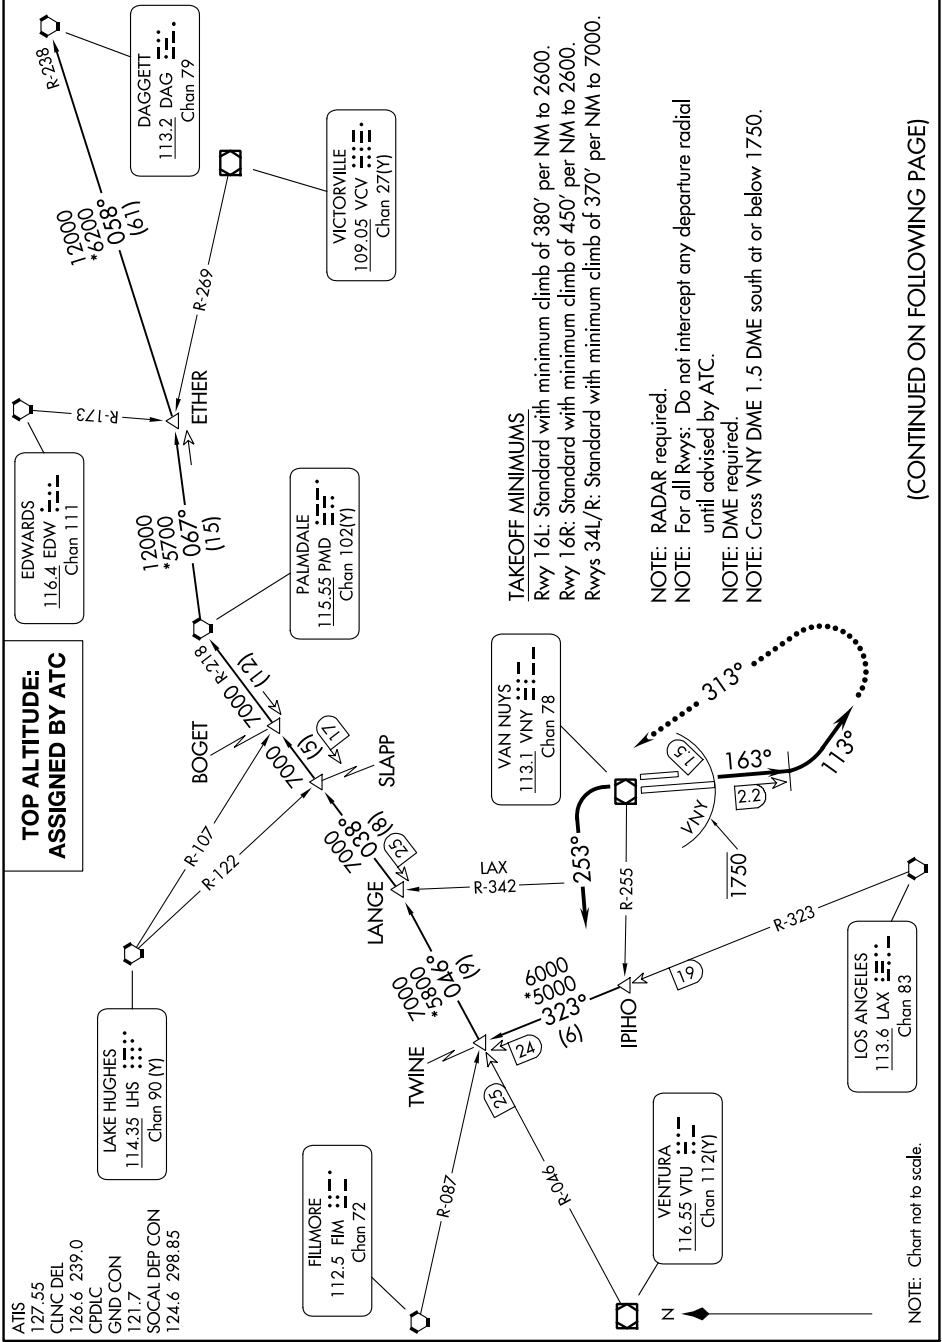 ATIS
127.55
CLNC DEL
126.6 239.0
CPDLC
GND CON
121.7
SOCAL DEP CON
124.6 298.85
TOP ALTITUDE:
ASSIGNED BY ATC
LAKE HUGHES
114.35 LHS
Chan 90 (Y)
EDWARDS
116.4 EDW
Chan 111
DAGGETT
113.2 DAG
Chan 79
VICTORVILLE
109.05 VCV
Chan 27(Y)
PALMDALE
115.55 PMD
Chan 102(Y)
FILLMORE
112.5 FIM
Chan 72
VENTURA
116.55 VTU
Chan 112(Y)
VAN NUYS
113.1 VNY
Chan 78
LOS ANGELES
113.6 LAX
Chan 83
R-238
12000
*6200
058°
(61)
R-269
R-173
ETHER
12000
*5700
067°
(15)
R-218
7000
(12)
BOGET
7000
(5)
17
SLAPP
R-107
R-122
7000
038°
(8)
25
LANGE
LAX
R-342
7000
*5800
046°
(9)
TWINE
24
25
R-087
R-046
6000
*5000
323°
(6)
IPIHO
19
R-323
R-255
253°
VNY
1.5
1750
2.2
163°
113°
313°
N
TAKEOFF MINIMUMS
Rwy 16L: Standard with minimum climb of 380' per NM to 2600.
Rwy 16R: Standard with minimum climb of 450' per NM to 2600.
Rwys 34L/R: Standard with minimum climb of 370' per NM to 7000.
NOTE: RADAR required.
NOTE: For all Rwys: Do not intercept any departure radial
until advised by ATC.
NOTE: DME required.
NOTE: Cross VNY DME 1.5 DME south at or below 1750.
NOTE: Chart not to scale.
(CONTINUED ON FOLLOWING PAGE)